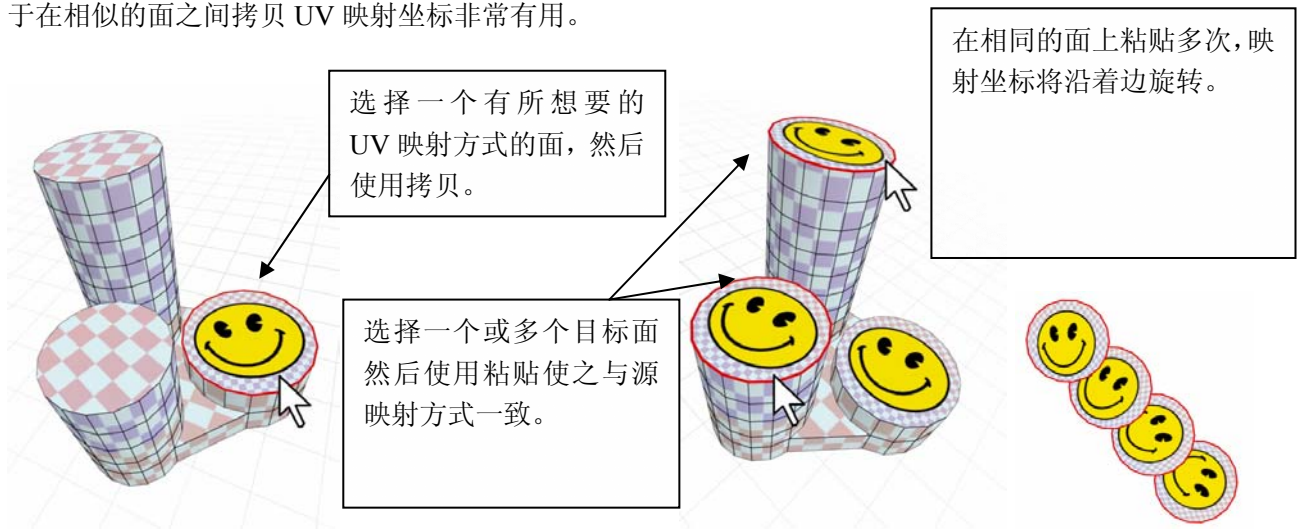 于在相似的面之间拷贝 UV 映射坐标非常有用。
选择一个有所想要的
UV 映射方式的面，然后
使用拷贝。
选择一个或多个目标面
然后使用粘贴使之与源
映射方式一致。
在相同的面上粘贴多次，映
射坐标将沿着边旋转。